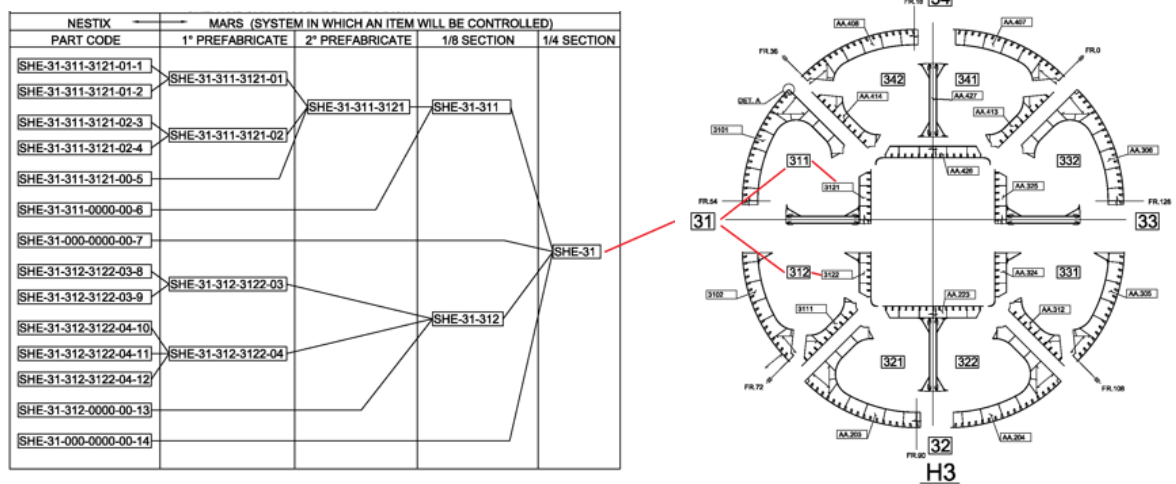 NESTIX
MARS (SYSTEM IN WHICH AN ITEM WILL BE CONTROLLED)
PART CODE
1° PREFABRICATE
2° PREFABRICATE
1/8 SECTION
1/4 SECTION
SHE-31-311-3121-01-1
SHE-31-311-3121-01-2
SHE-31-311-3121-02-3
SHE-31-311-3121-02-4
SHE-31-311-3121-00-5
SHE-31-311-0000-00-6
SHE-31-000-0000-00-7
SHE-31-312-3122-03-8
SHE-31-312-3122-03-9
SHE-31-312-3122-04-10
SHE-31-312-3122-04-11
SHE-31-312-3122-04-12
SHE-31-312-0000-00-13
SHE-31-000-0000-00-14
SHE-31-311-3121-01
SHE-31-311-3121-02
SHE-31-312-3122-03
SHE-31-312-3122-04
SHE-31-311-3121
SHE-31-311
SHE-31-312
SHE-31
34
FR.18
AA.408
AA.407
FR.36
FR.0
342
341
DET. A
AA.414
AA.427
AA.413
3101
AA.306
311
332
AA.426
3121
AA.325
FR.54
FR.126
31
33
312
3122
AA.324
331
3102
AA.223
AA.305
3111
AA.312
321
322
FR.72
FR.108
AA.203
AA.204
FR.90
32
H3